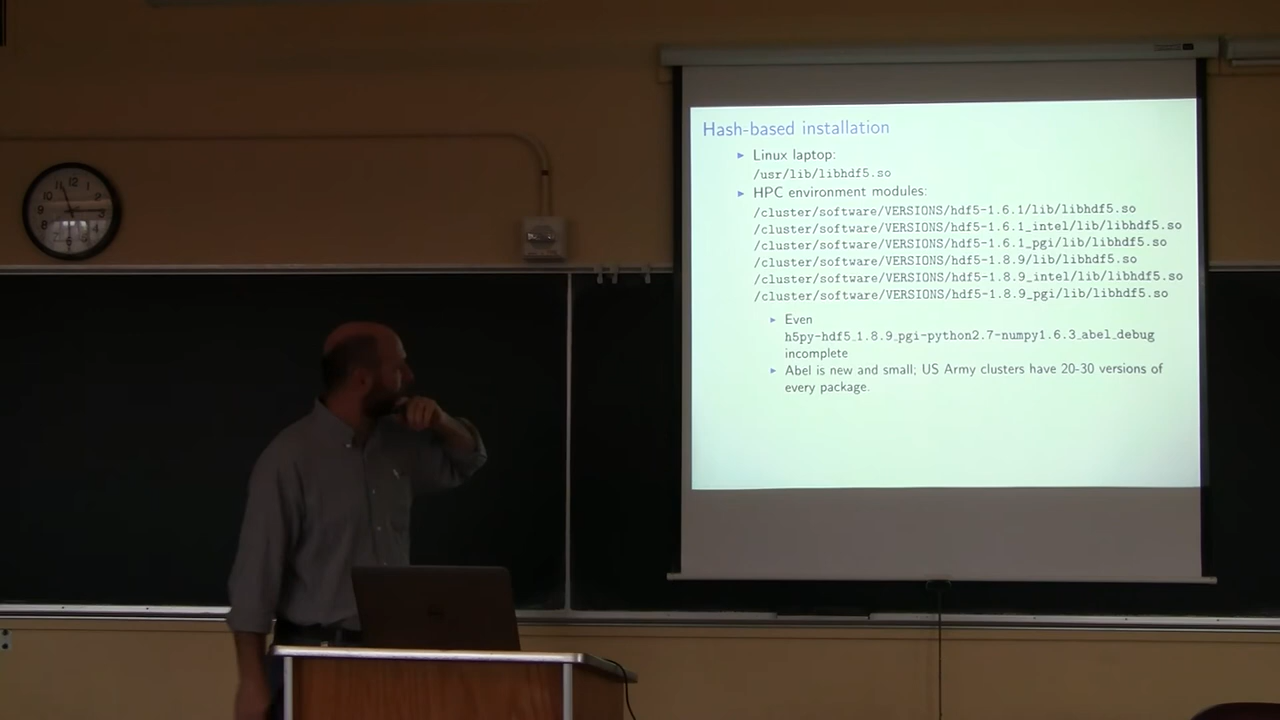 Hash-based installation
Linux laptop:
/usr/lib/libhdf5.so
HPC environment modules:
/cluster/software/VERSIONS/hdf5-1.6.1/lib/libhdf5.so
/cluster/software/VERSIONS/hdf5-1.6.1_intel/lib/libhdf5.so
/cluster/software/VERSIONS/hdf5-1.6.1_pgi/lib/libhdf5.so
/cluster/software/VERSIONS/hdf5-1.8.9/lib/libhdf5.so
/cluster/software/VERSIONS/hdf5-1.8.9_intel/lib/libhdf5.so
/cluster/software/VERSIONS/hdf5-1.8.9_pgi/lib/libhdf5.so
Even
h5py-hdf5_1.8.9_pgi-python2.7-numpy1.6.3_abel_debug
incomplete
Abel is new and small; US Army clusters have 20-30 versions of
every package.